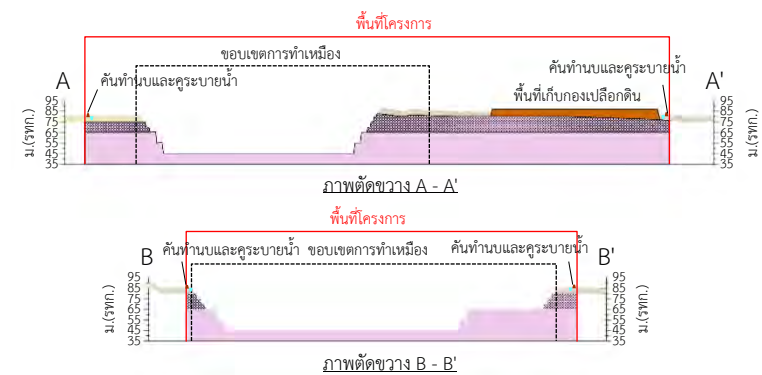 พื้นที่โครงการ
ขอบเขตการทำเหมือง
คันทำนบและคูระบายน้ำ
A
คันทำนบและคูระบายน้ำ
A'
พื้นที่เก็บกองเปลือกดิน
95
85
75
65
55
45
35
ม.(รทก.)
95
85
75
65
55
45
35
ม.(รทก.)
ภาพตัดขวาง A - A'
พื้นที่โครงการ
B
คันทำนบและคูระบายน้ำ
ขอบเขตการทำเหมือง
คันทำนบและคูระบายน้ำ
B'
95
85
75
65
55
45
35
ม.(รทก.)
95
85
75
65
55
45
35
ม.(รทก.)
ภาพตัดขวาง B - B'